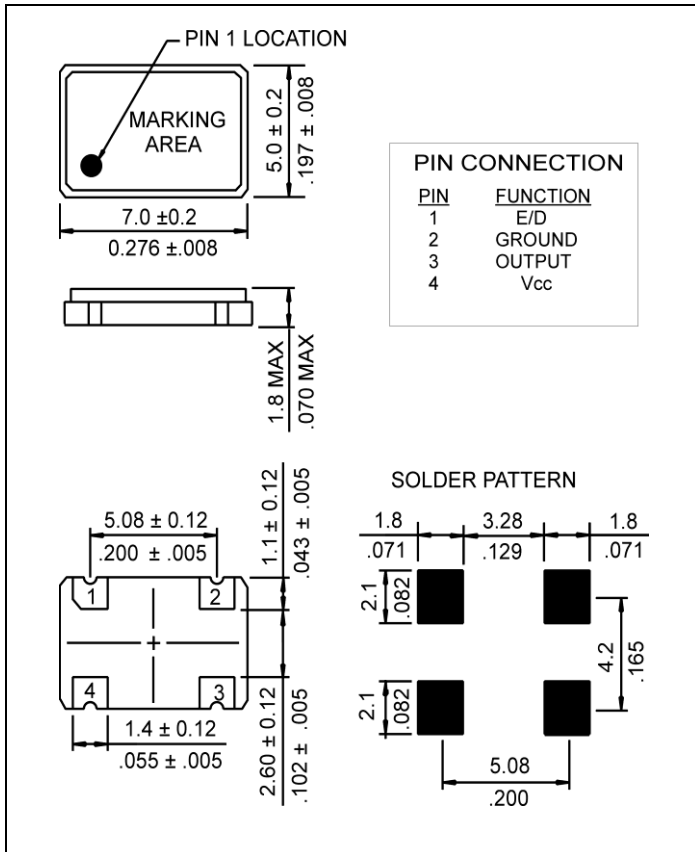 PIN 1 LOCATION
MARKING
AREA
5.0 ± 0.2
.197 ± .008
7.0 ±0.2
0.276 ±.008
PIN CONNECTION
PIN FUNCTION
1 E/D
2 GROUND
3 OUTPUT
4 Vcc
1.8 MAX
.070 MAX
5.08 ± 0.12
.200 ± .005
1.1 ± 0.12
.043 ± .005
1 2
4 3
1.4 ± 0.12
.055 ± .005
2.60 ± 0.12
.102 ± .005
SOLDER PATTERN
1.8 3.28 1.8
.071 .129 .071
2.1
.082
4.2
.165
2.1
.082
5.08
.200